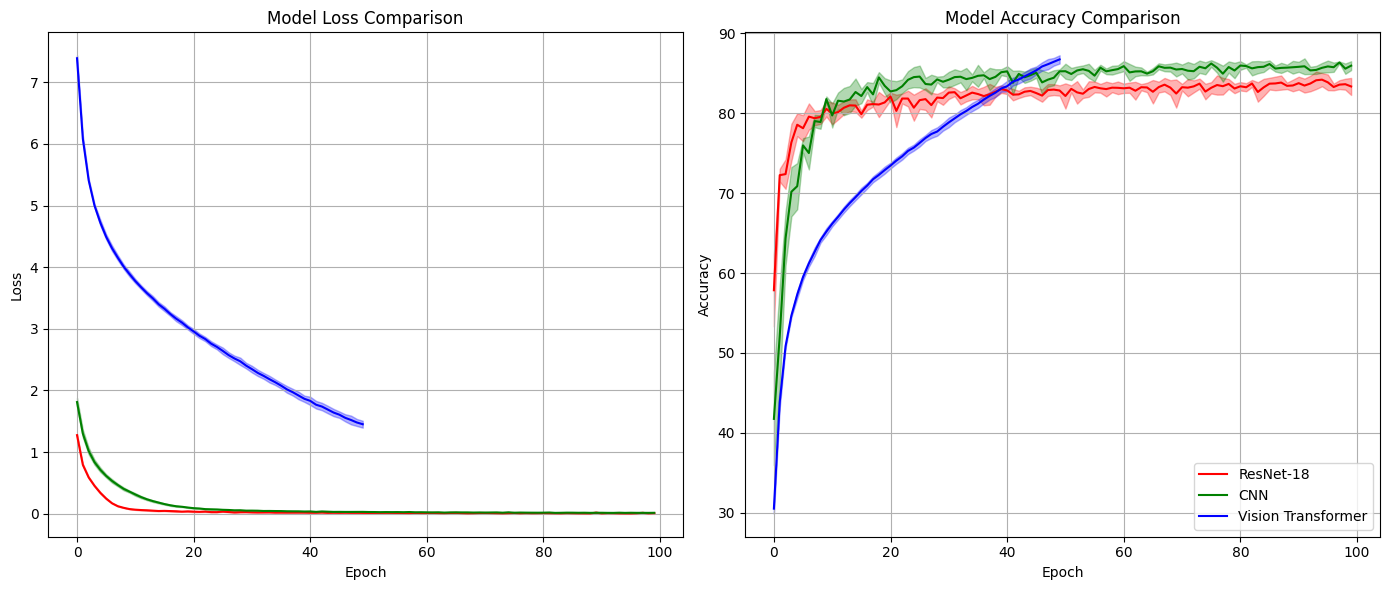 Model Loss Comparison
7
6
5
4
3
2
1
0
Loss
0 20 40 60 80 100
Epoch
Model Accuracy Comparison
90
80
70
60
50
40
30
Accuracy
0 20 40 60 80 100
Epoch
ResNet-18
CNN
Vision Transformer